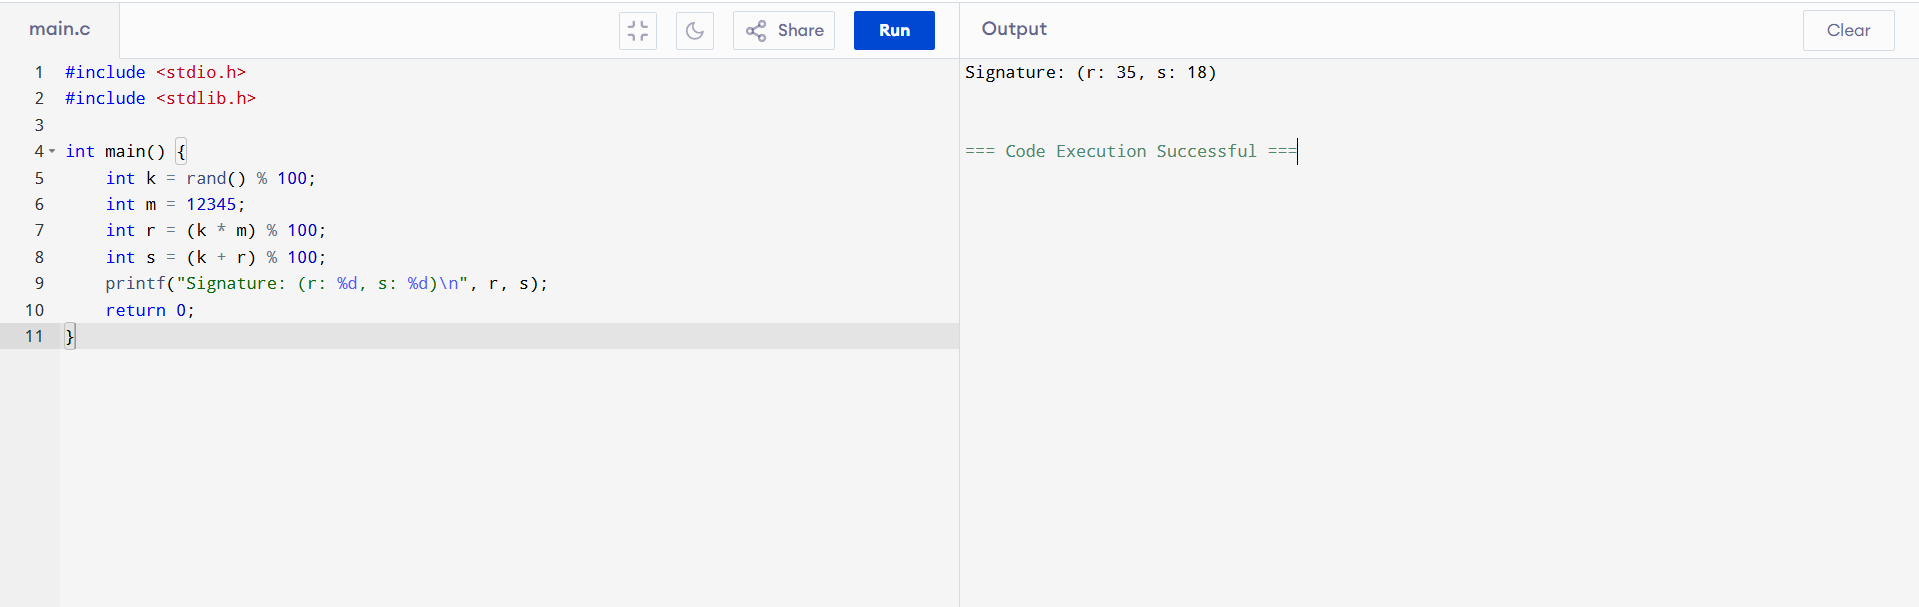 main.c
Share
Run
Output
Clear
1 #include <stdio.h>
2 #include <stdlib.h>
3
4 int main() {
5     int k = rand() % 100;
6     int m = 12345;
7     int r = (k * m) % 100;
8     int s = (k + r) % 100;
9     printf("Signature: (r: %d, s: %d)\n", r, s);
10     return 0;
11 }
Signature: (r: 35, s: 18)
=== Code Execution Successful ===